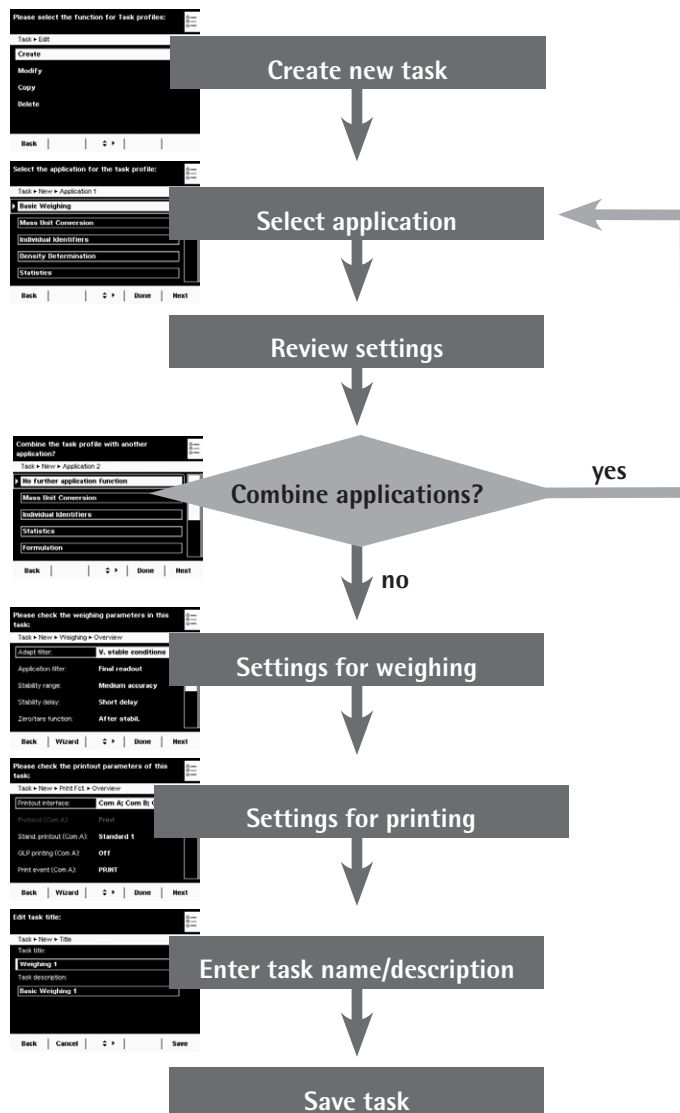 Please select the function for Task profiles:
Task ▸ Edit
Create
Modify
Copy
Delete
Back
Create new task
Select the application for the task profile:
Task ▸ New ▸ Application 1
Basic Weighing
Mass Unit Conversion
Individual Identifiers
Density Determination
Statistics
Back Done Next
Select application
Review settings
Combine the task profile with another
application?
Task ▸ New ▸ Application 2
No further application function
Mass Unit Conversion
Individual Identifiers
Statistics
Formulation
Back Done Next
Combine applications?
yes
no
Please check the weighing parameters in this
task:
Task ▸ New ▸ Weighing ▸ Overview
Adapt filter: V. stable conditions
Application filter: Final readout
Stability range: Medium accuracy
Stability delay: Short delay
Zero/tare function: After stabil.
Back Wizard Done Next
Settings for weighing
Please check the printout parameters of this
task:
Task ▸ New ▸ Print Fct. ▸ Overview
Printout interface: Com A; Com B;
Protocol (Com A): Print
Stand. printout (Com A): Standard 1
GLP printing (Com A): Off
Print event (Com A): PRINT
Back Wizard Done Next
Settings for printing
Edit task title:
Task ▸ New ▸ Title
Task title:
Weighing 1
Task description:
Basic Weighing 1
Back Cancel Save
Enter task name/description
Save task